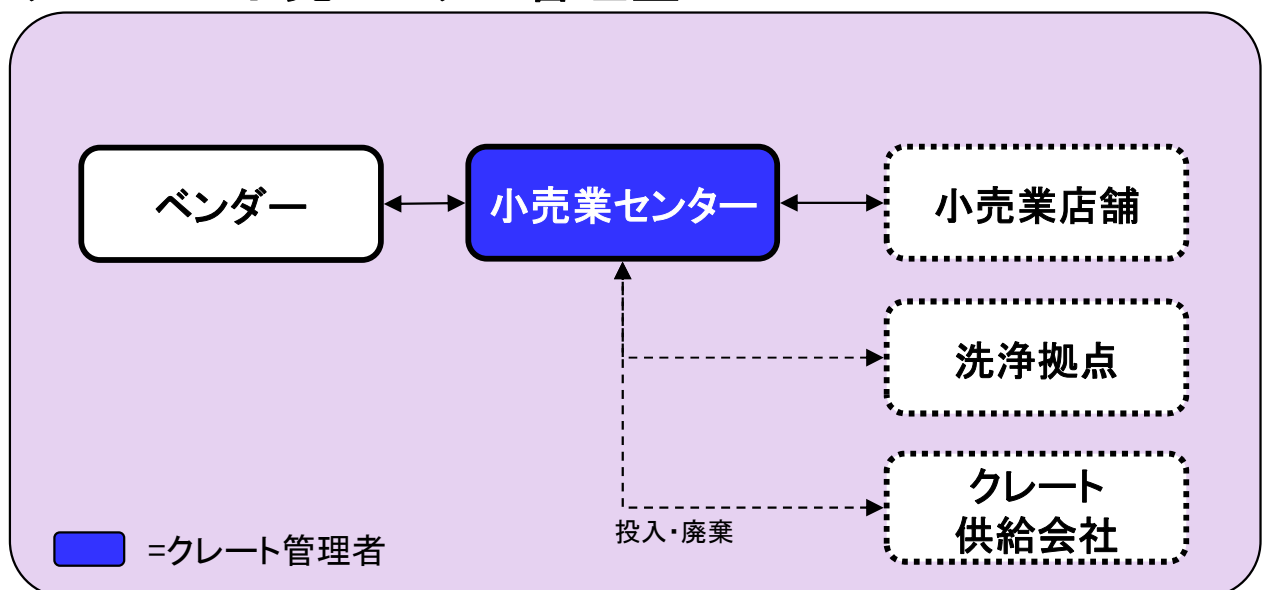 ベンダー
小売業センター
小売業店舗
洗浄拠点
クレート
供給会社
投入・廃棄
=クレート管理者